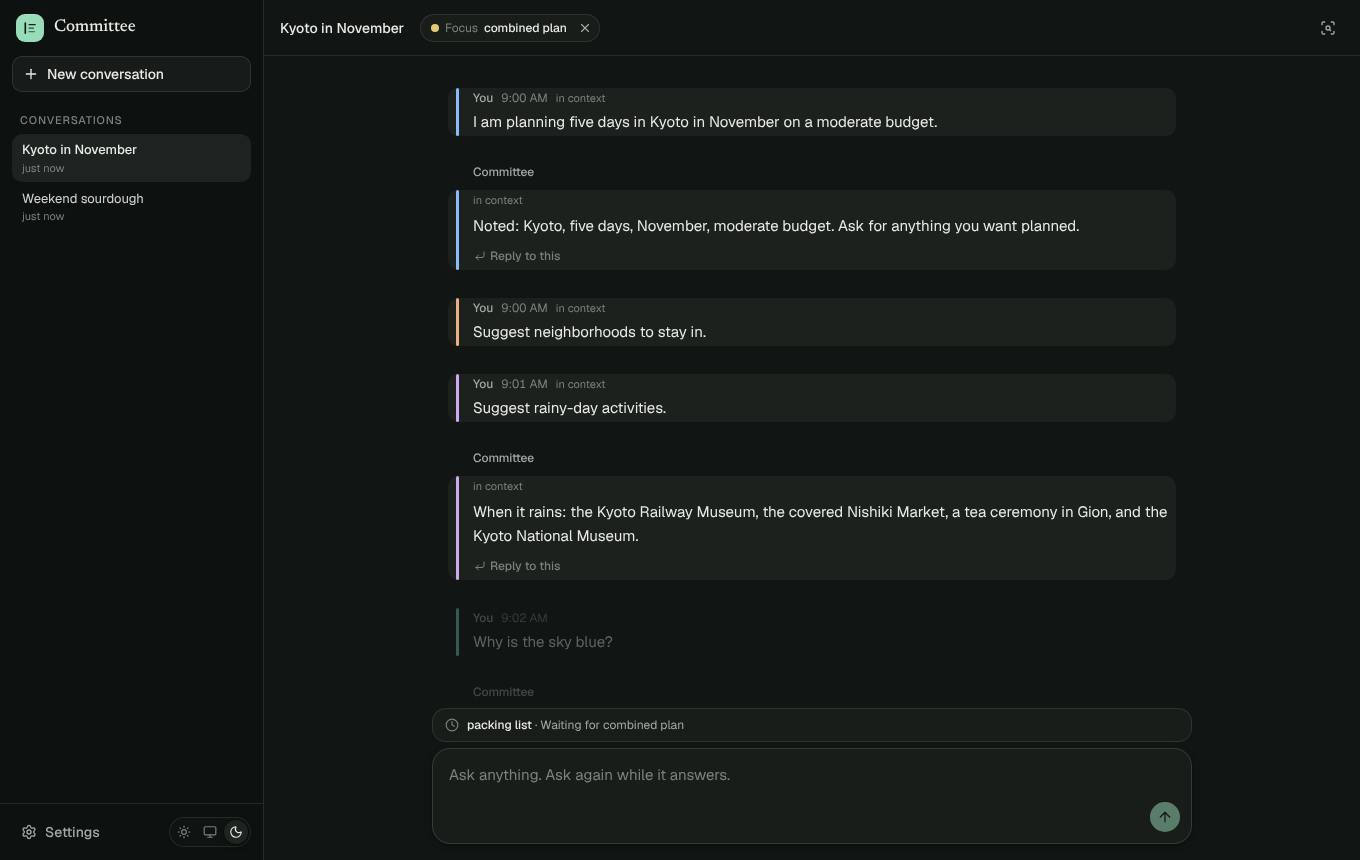 Committee
New conversation
CONVERSATIONS
Kyoto in November
just now
Weekend sourdough
just now
Settings
Kyoto in November
Focus combined plan
You 9:00 AM in context
I am planning five days in Kyoto in November on a moderate budget.
Committee
in context
Noted: Kyoto, five days, November, moderate budget. Ask for anything you want planned.
Reply to this
You 9:00 AM in context
Suggest neighborhoods to stay in.
You 9:01 AM in context
Suggest rainy-day activities.
Committee
in context
When it rains: the Kyoto Railway Museum, the covered Nishiki Market, a tea ceremony in Gion, and the
Kyoto National Museum.
Reply to this
You 9:02 AM
Why is the sky blue?
Committee
packing list · Waiting for combined plan
Ask anything. Ask again while it answers.